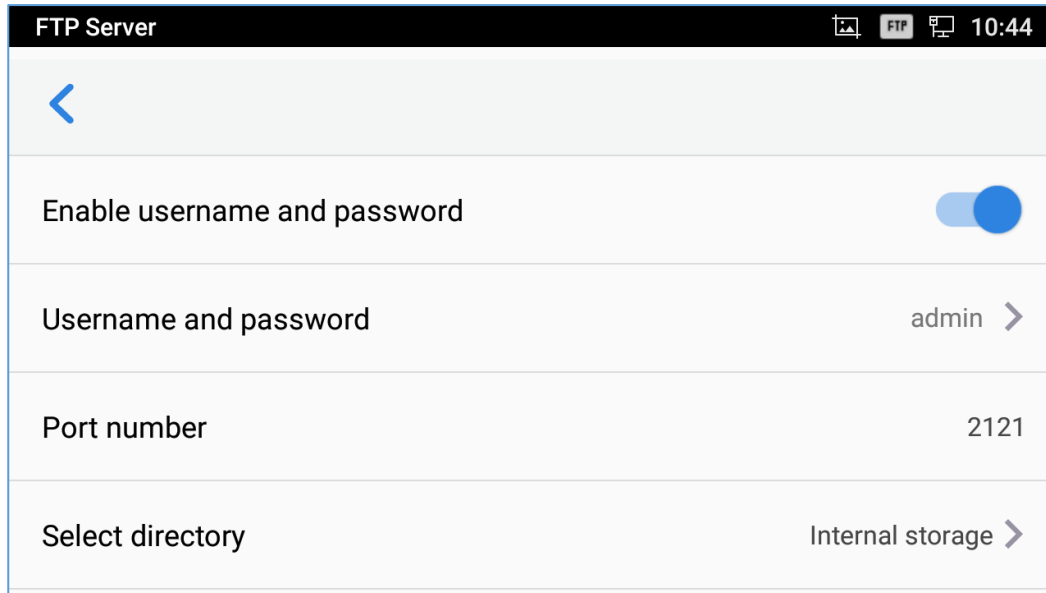 FTP Server FTP 10:44
Enable username and password
Username and password admin
Port number 2121
Select directory Internal storage